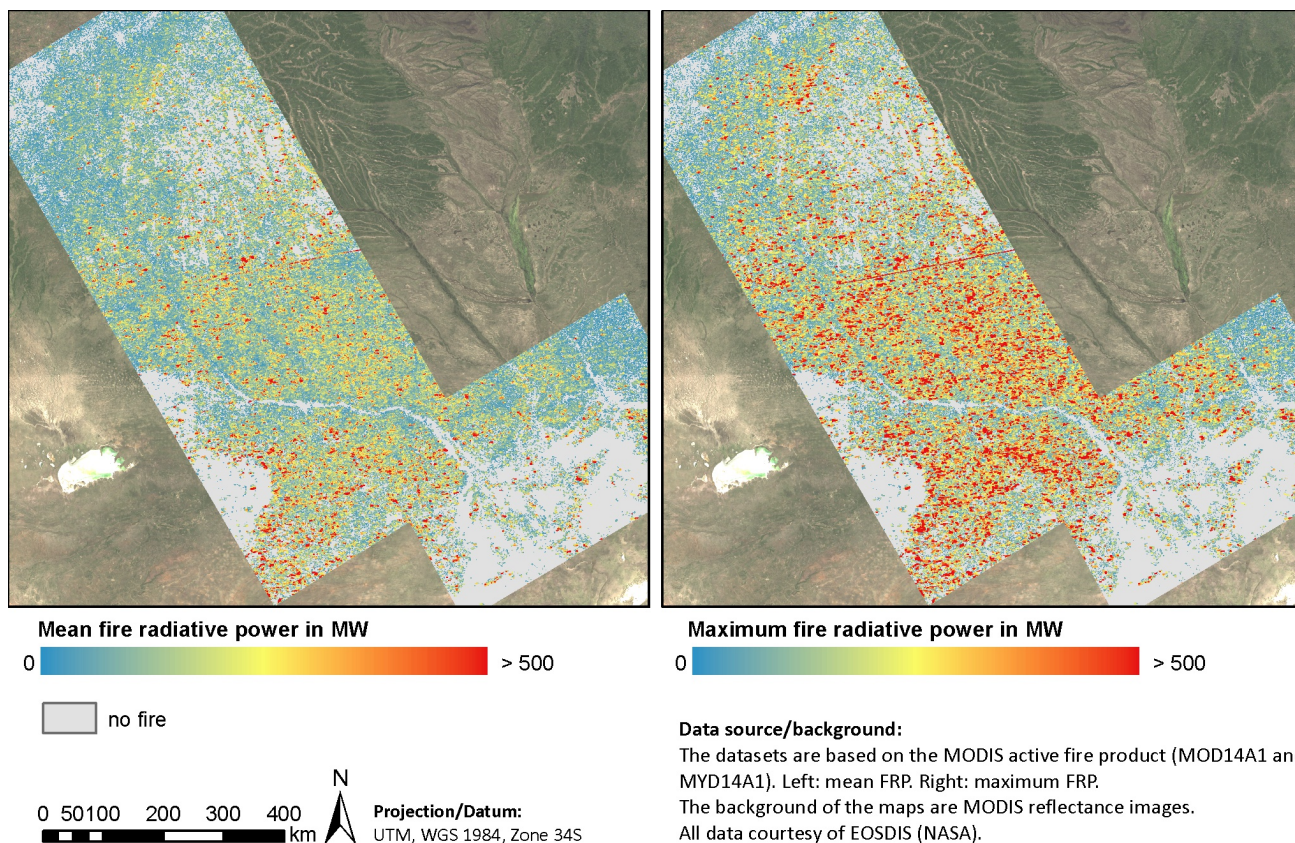 Mean fire radiative power in MW
0 > 500
no fire
N
0 50 100 200 300 400
km
Projection/Datum:
UTM, WGS 1984, Zone 34S
Maximum fire radiative power in MW
0 > 500
Data source/background:
The datasets are based on the MODIS active fire product (MOD14A1 an
MYD14A1). Left: mean FRP. Right: maximum FRP.
The background of the maps are MODIS reflectance images.
All data courtesy of EOSDIS (NASA).